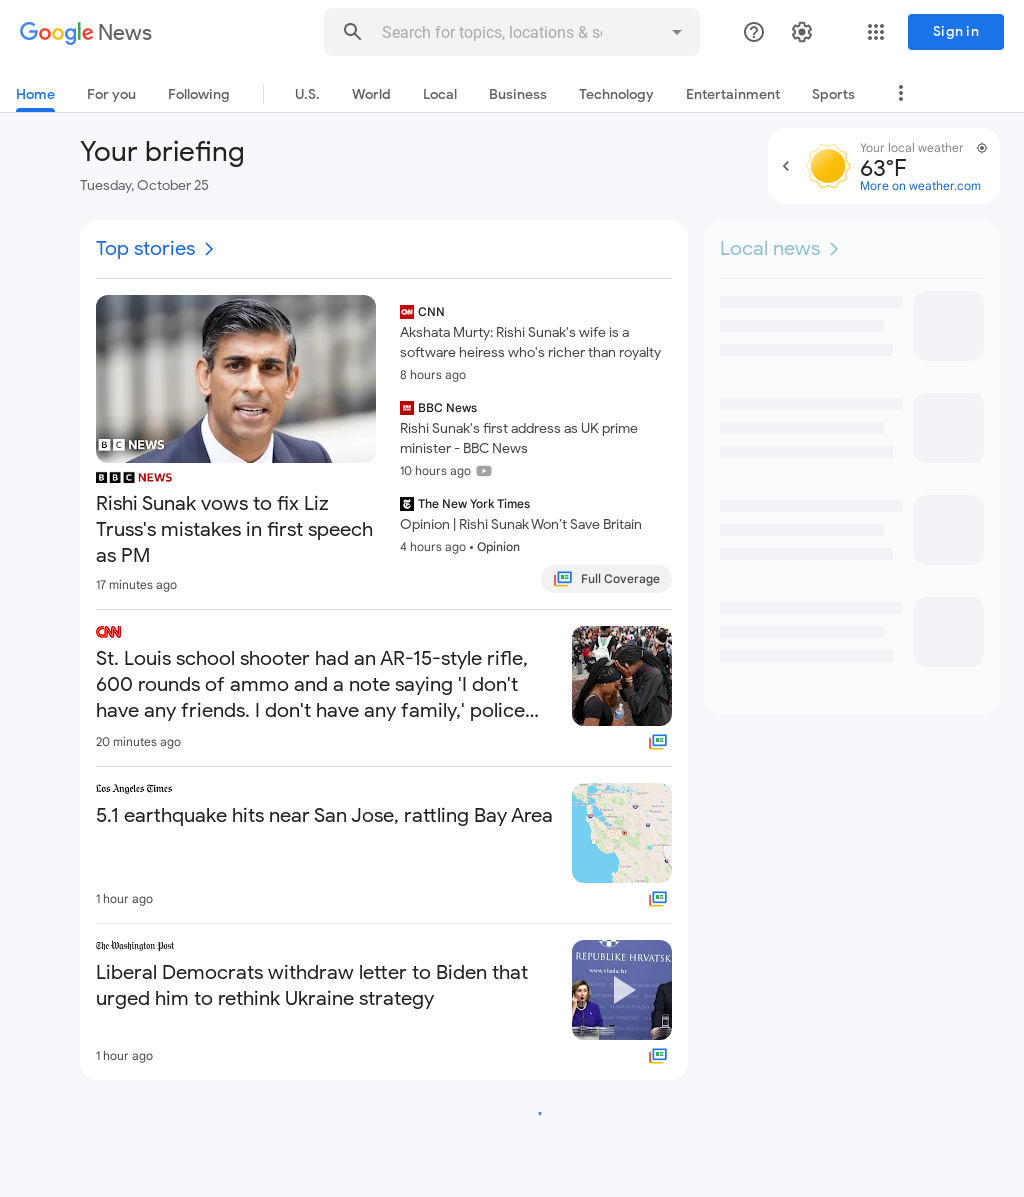 Google News
Search for topics, locations & so
Sign in
Home
For you
Following
U.S.
World
Local
Business
Technology
Entertainment
Sports
Your briefing
Tuesday, October 25
Your local weather
63°F
More on weather.com
Top stories
BBC NEWS
BBC NEWS
Rishi Sunak vows to fix Liz
Truss's mistakes in first speech
as PM
17 minutes ago
CNN
Akshata Murty: Rishi Sunak's wife is a
software heiress who's richer than royalty
8 hours ago
BBC News
Rishi Sunak's first address as UK prime
minister - BBC News
10 hours ago
The New York Times
Opinion | Rishi Sunak Won’t Save Britain
4 hours ago • Opinion
Full Coverage
CNN
St. Louis school shooter had an AR-15-style rifle,
600 rounds of ammo and a note saying 'I don't
have any friends. I don't have any family,' police...
20 minutes ago
Los Angeles Times
5.1 earthquake hits near San Jose, rattling Bay Area
1 hour ago
The Washington Post
Liberal Democrats withdraw letter to Biden that
urged him to rethink Ukraine strategy
REPUBLIKE HRVATSK
www.vlada.hr
1 hour ago
Local news